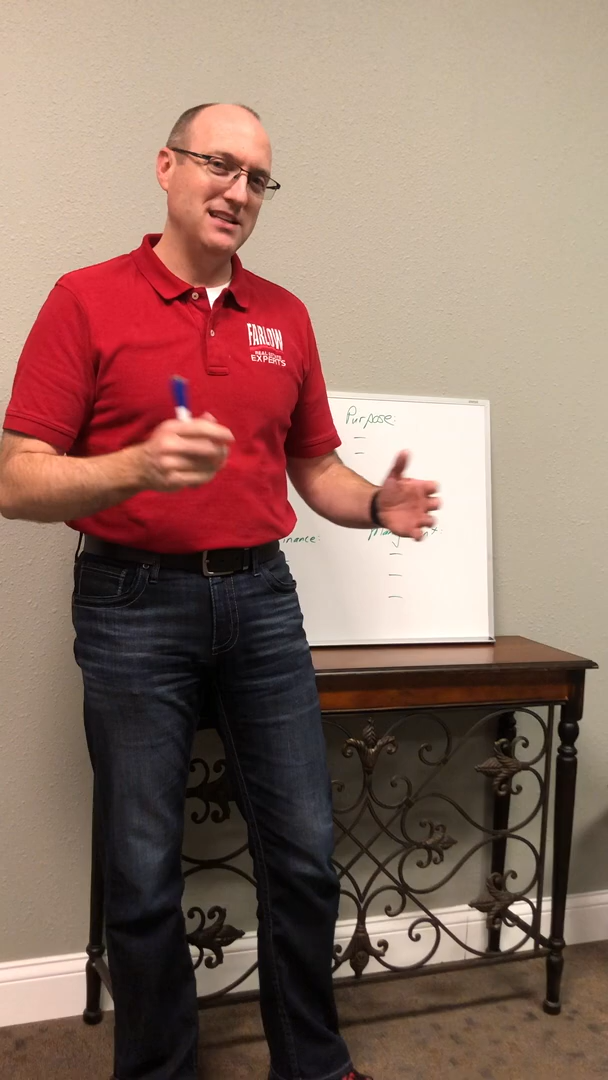 FARLOW
REAL ESTATE
EXPERTS
Purpose:
—
—
inance:
—
—
—